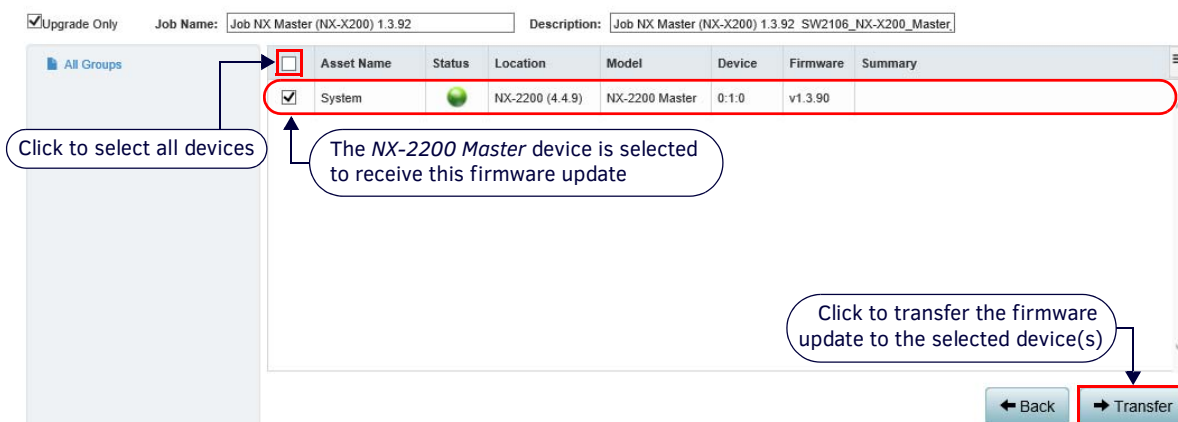 Upgrade Only Job Name: Job NX Master (NX-X200) 1.3.92 Description: Job NX Master (NX-X200) 1.3.92 SW2106_NX-X200_Master_
All Groups
Asset Name Status Location Model Device Firmware Summary
System NX-2200 (4.4.9) NX-2200 Master 0:1:0 v1.3.90
Click to select all devices
The NX-2200 Master device is selected
to receive this firmware update
Click to transfer the firmware
update to the selected device(s)
Back Transfer